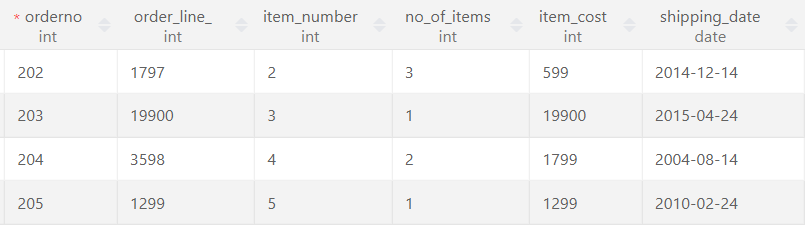 * orderno order_line_ item_number no_of_items item_cost shipping_date
int int int int int date
202 1797 2 3 599 2014-12-14
203 19900 3 1 19900 2015-04-24
204 3598 4 2 1799 2004-08-14
205 1299 5 1 1299 2010-02-24